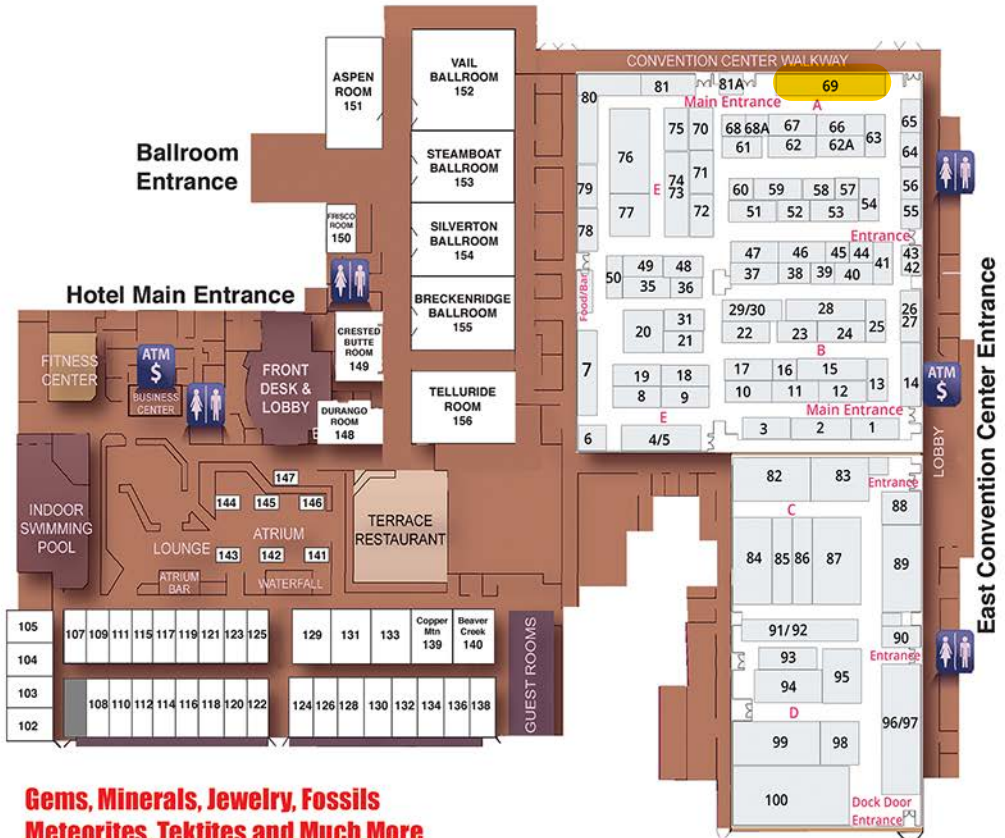 CONVENTION CENTER WALKWAY
ASPEN
ROOM
151
VAIL
BALLROOM
152
STEAMBOAT
BALLROOM
153
SILVERTON
BALLROOM
154
BRECKENRIDGE
BALLROOM
155
TELLURIDE
ROOM
156
Ballroom
Entrance
FRISCO
ROOM
150
Hotel Main Entrance
CRESTED
BUTTE
ROOM
149
DURANGO
ROOM
148
FITNESS
CENTER
ATM
$
BUSINESS
CENTER
FRONT
DESK &
LOBBY
INDOOR
SWIMMING
POOL
147
144 145 146
LOUNGE
ATRIUM
143 142 141
ATRIUM
BAR
WATERFALL
TERRACE
RESTAURANT
105
104
103
102
107 109 111 115 117 119 121 123 125
129 131 133
Copper
Mtn
139
Beaver
Creek
140
108 110 112 114 116 118 120 122
124 126 128 130 132 134 136 138
GUEST ROOMS
80 81 81A 69
Main Entrance A
75 70 68 68A 67 66 63 65
61 62 62A 64
76 E 74 73 71
79 77 72
60 59 58 57 54 56
51 52 53 55
78
Entrance
47 46 45 44 41 43
37 38 39 40 42
50 49 48
35 36
Food/Bar
29/30 28 25 26
22 23 24 27
B
20 31
21
7
19 18
8 9
17 16 15 13 14
10 11 12
E
Main Entrance
6 4/5 3 2 1
ATM
$
LOBBY
East Convention Center Entrance
82 83
Entrance
C
88
84 85 86 87 89
91/92 90
Entrance
93
94 95
D
96/97
99 98
100
Dock Door
Entrance
Gems, Minerals, Jewelry, Fossils
Meteorites, Tektites and Much More